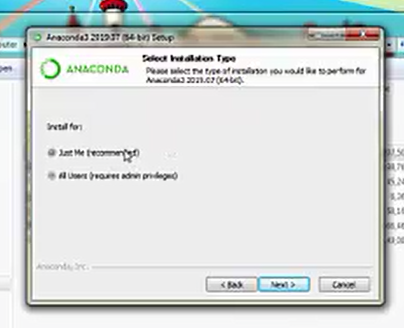 Anaconda3 2019.07 (64-bit) Setup
ANACONDA
Select Installation Type
Please select the type of installation you would like to perform for
Anaconda3 2019.07 (64-bit).
Install for:
Just Me (recommended)
All Users (requires admin privileges)
Anaconda, Inc.
< Back
Next >
Cancel